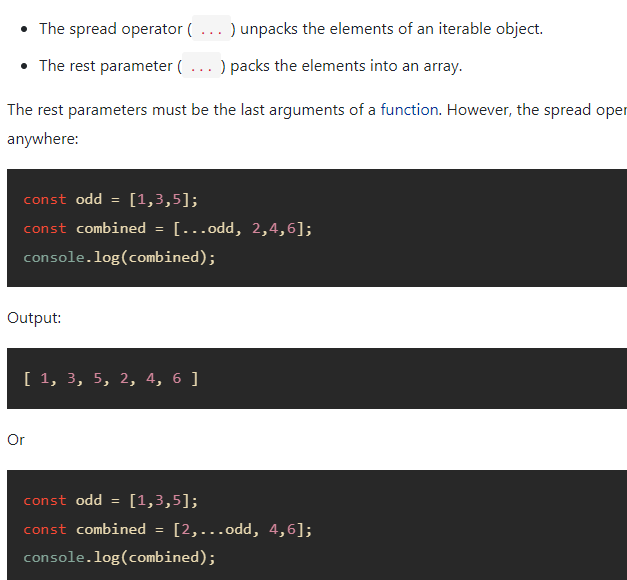 The spread operator ( ... ) unpacks the elements of an iterable object.
The rest parameter ( ... ) packs the elements into an array.
The rest parameters must be the last arguments of a function. However, the spread oper
anywhere:
const odd = [1,3,5];
const combined = [...odd, 2,4,6];
console.log(combined);
Output:
[ 1, 3, 5, 2, 4, 6 ]
Or
const odd = [1,3,5];
const combined = [2,...odd, 4,6];
console.log(combined);